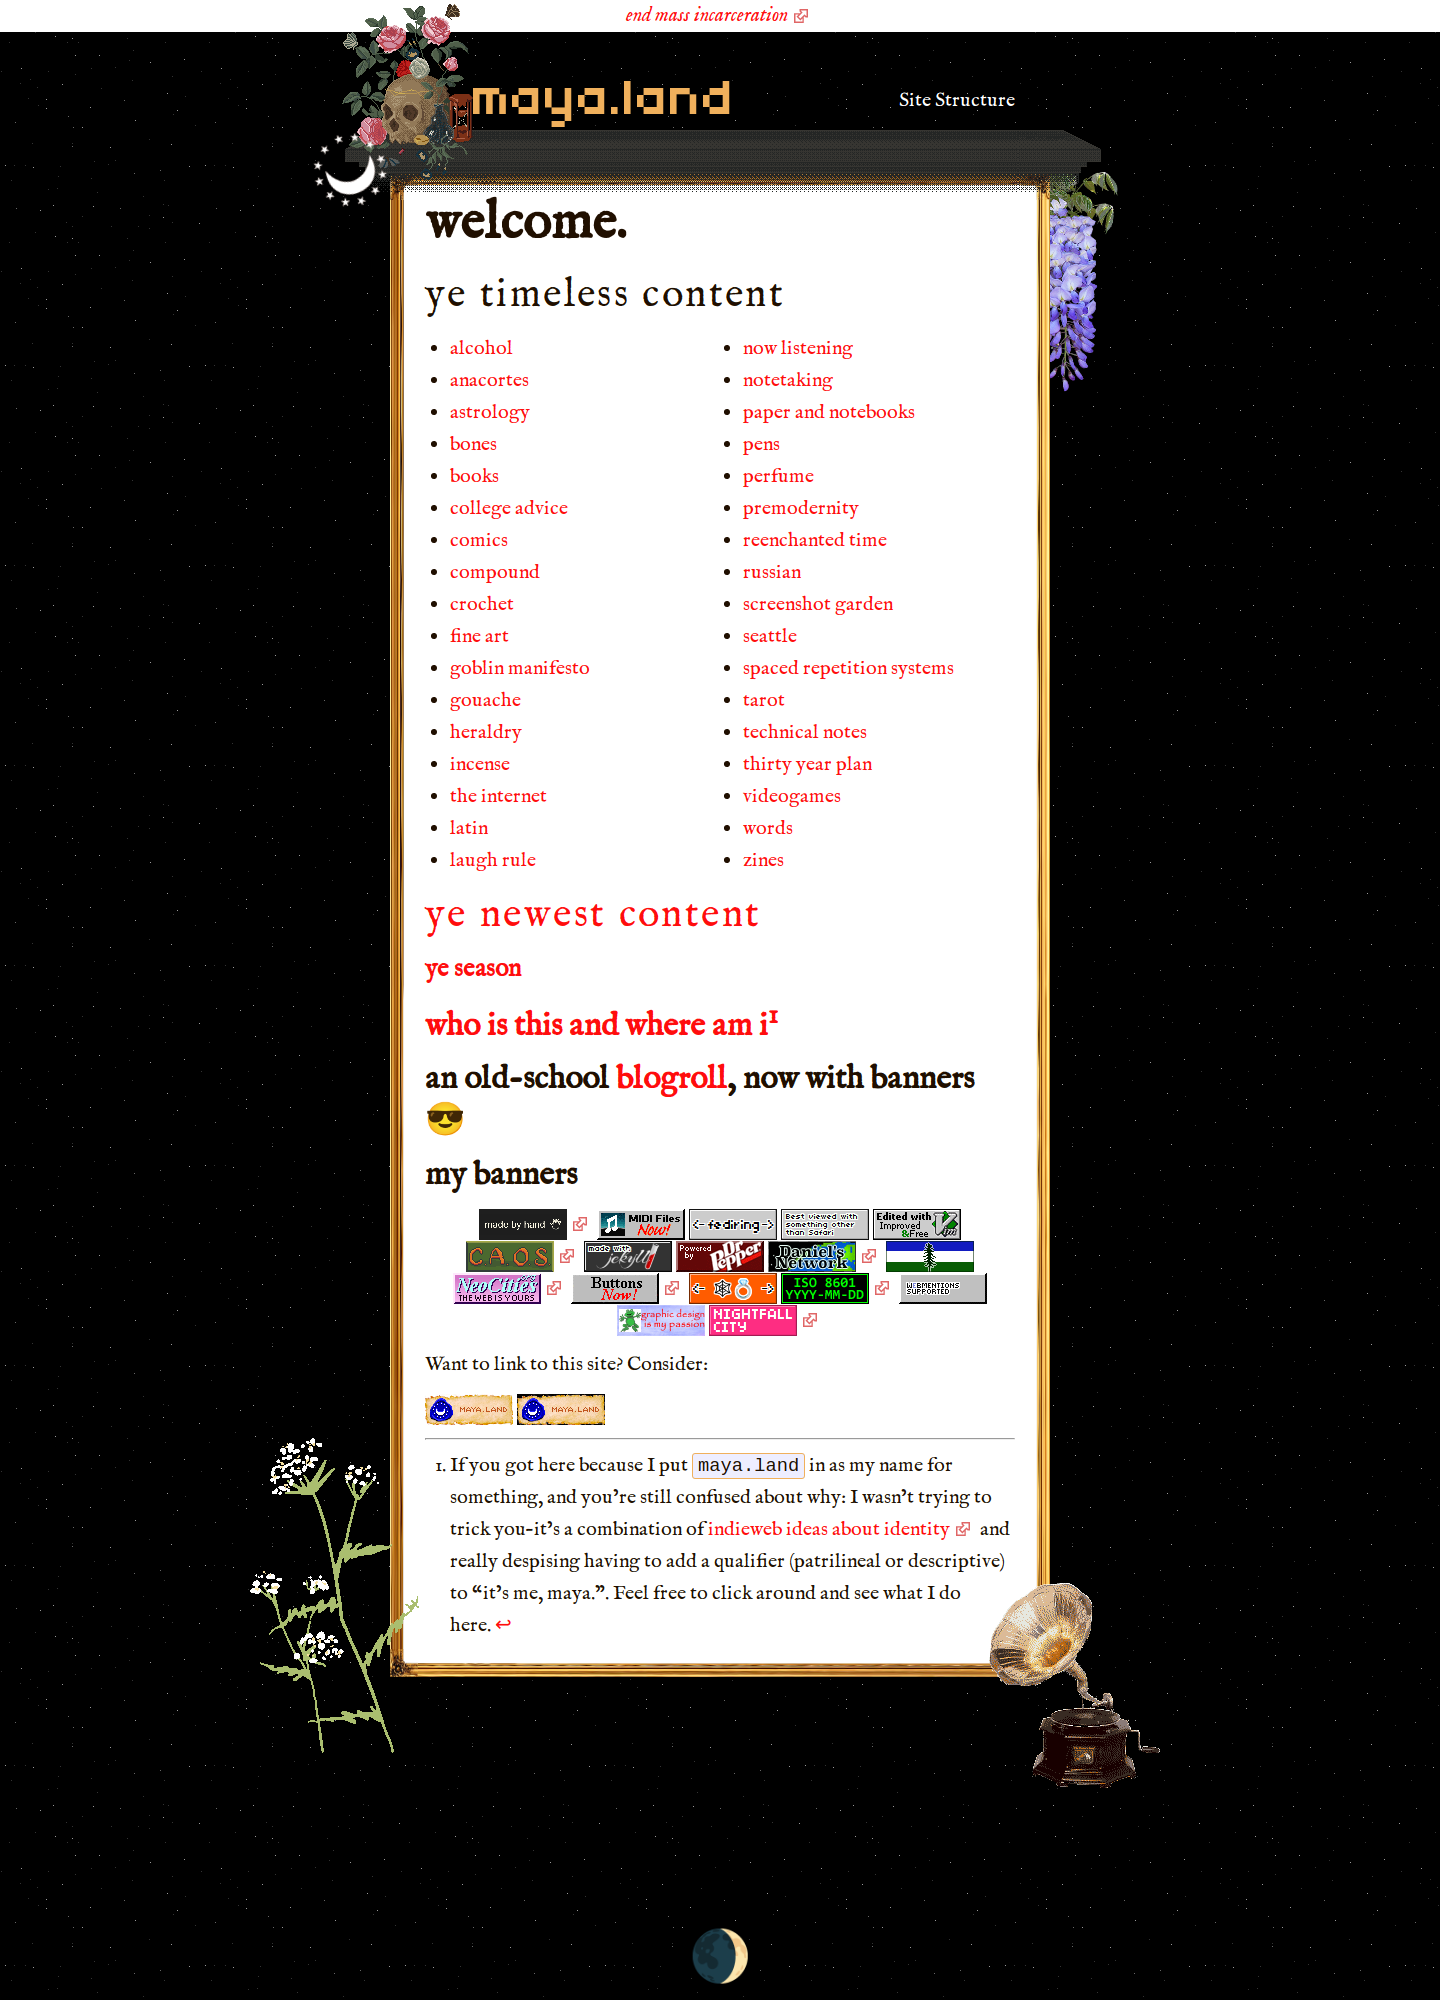 end mass incarceration
maya.land
Site Structure
welcome.
ye timeless content
alcohol
anacortes
astrology
bones
books
college advice
comics
compound
crochet
fine art
goblin manifesto
gouache
heraldry
incense
the internet
latin
laugh rule
now listening
notetaking
paper and notebooks
pens
perfume
premodernity
reenchanted time
russian
screenshot garden
seattle
spaced repetition systems
tarot
technical notes
thirty year plan
videogames
words
zines
ye newest content
ye season
who is this and where am i¹
an old-school blogroll, now with banners
😎
my banners
made by hand
MIDI Files
Now!
<- fediring ->
Best viewed with
something other
than Safari
Edited with
Improved
&Free
CAOS
made with
jekyll
Powered
by
Dr Pepper
Daniel's
Network
NeoCities
THE WEB IS YOURS
Buttons
Now!
ISO 8601
YYYY-MM-DD
WEBMENTIONS
SUPPORTED
graphic design
is my passion
NIGHTFALL
CITY
Want to link to this site? Consider:
MAYA.LAND
MAYA.LAND
1. If you got here because I put maya.land in as my name for
something, and you’re still confused about why: I wasn’t trying to
trick you-it’s a combination of indieweb ideas about identity and
really despising having to add a qualifier (patrilineal or descriptive)
to “it’s me, maya.”. Feel free to click around and see what I do
here. ↩